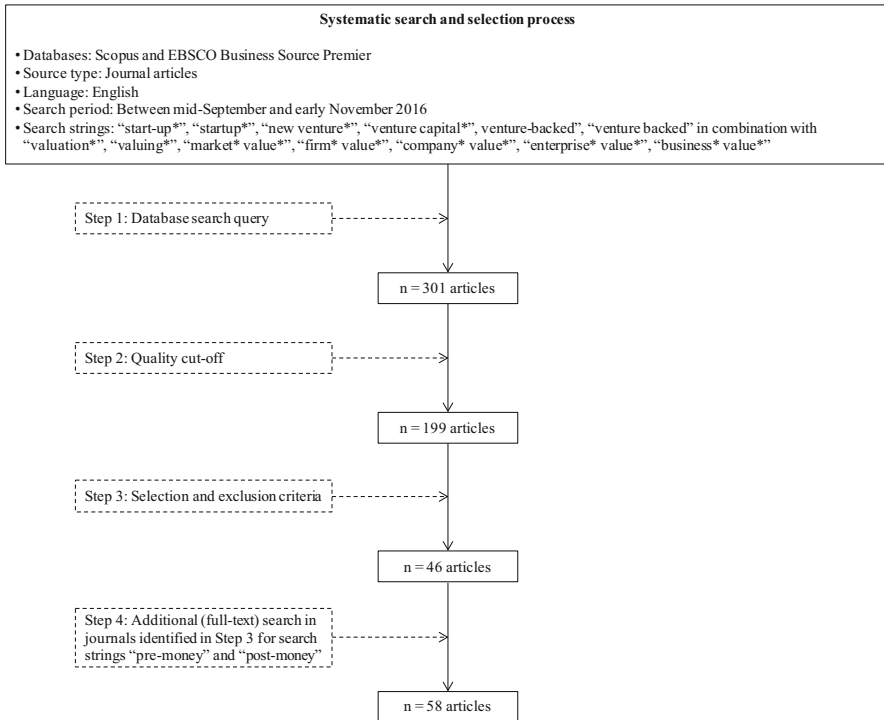 Systematic search and selection process
• Databases: Scopus and EBSCO Business Source Premier
• Source type: Journal articles
• Language: English
• Search period: Between mid-September and early November 2016
• Search strings: “start-up*”, “startup*”, “new venture*”, “venture capital*”, venture-backed”, “venture backed” in combination with
“valuation*”, “valuing*”, “market* value*”, “firm* value*”, “company* value*”, “enterprise* value*”, “business* value*”
Step 1: Database search query
n = 301 articles
Step 2: Quality cut-off
n = 199 articles
Step 3: Selection and exclusion criteria
n = 46 articles
Step 4: Additional (full-text) search in
journals identified in Step 3 for search
strings “pre-money” and “post-money”
n = 58 articles